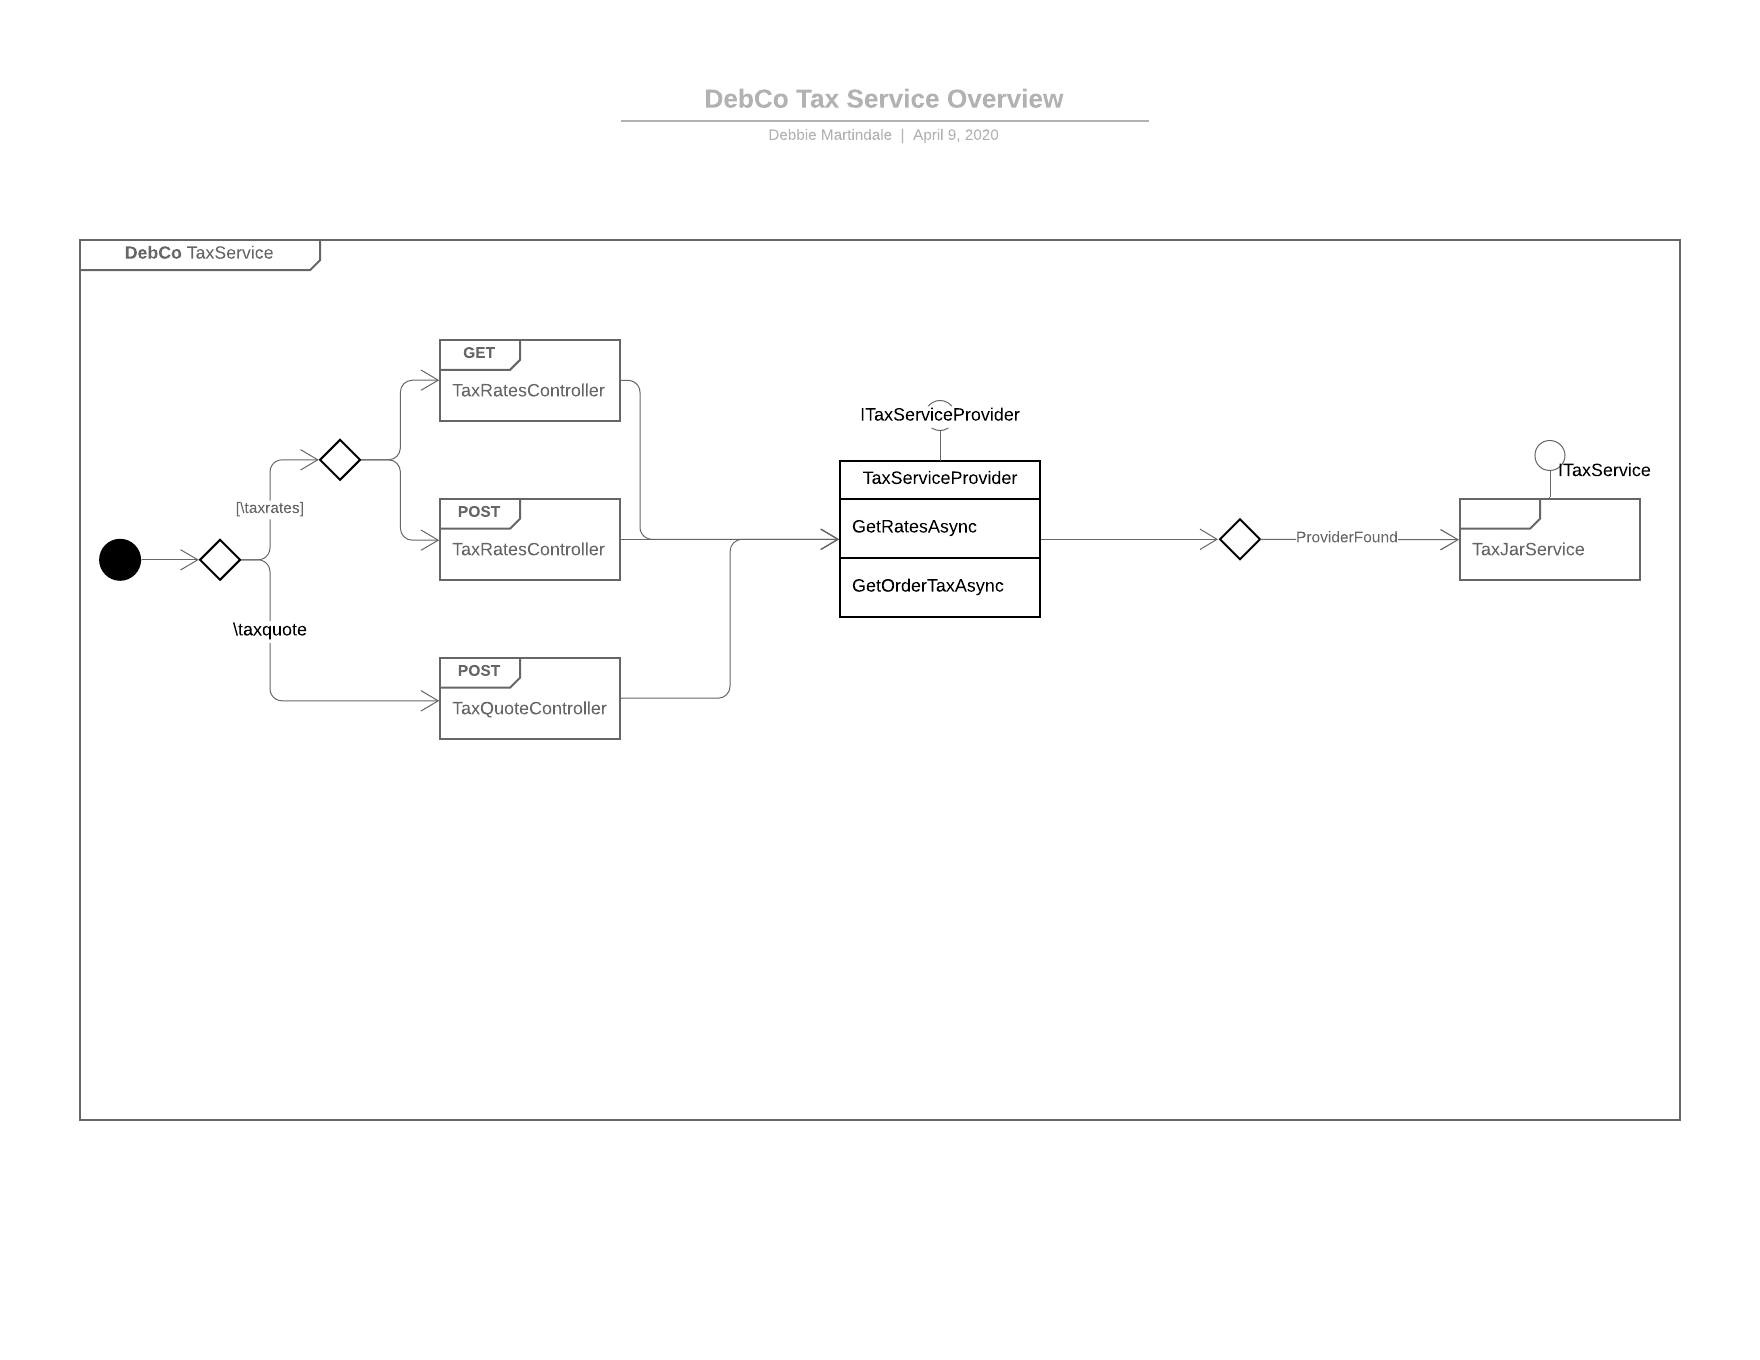 DebCo Tax Service Overview
Debbie Martindale | April 9, 2020
DebCo TaxService
GET
TaxRatesController
ITaxServiceProvider
TaxServiceProvider
GetRatesAsync
GetOrderTaxAsync
ITaxService
[\taxrates]
POST
TaxRatesController
ProviderFound
TaxJarService
\taxquote
POST
TaxQuoteController